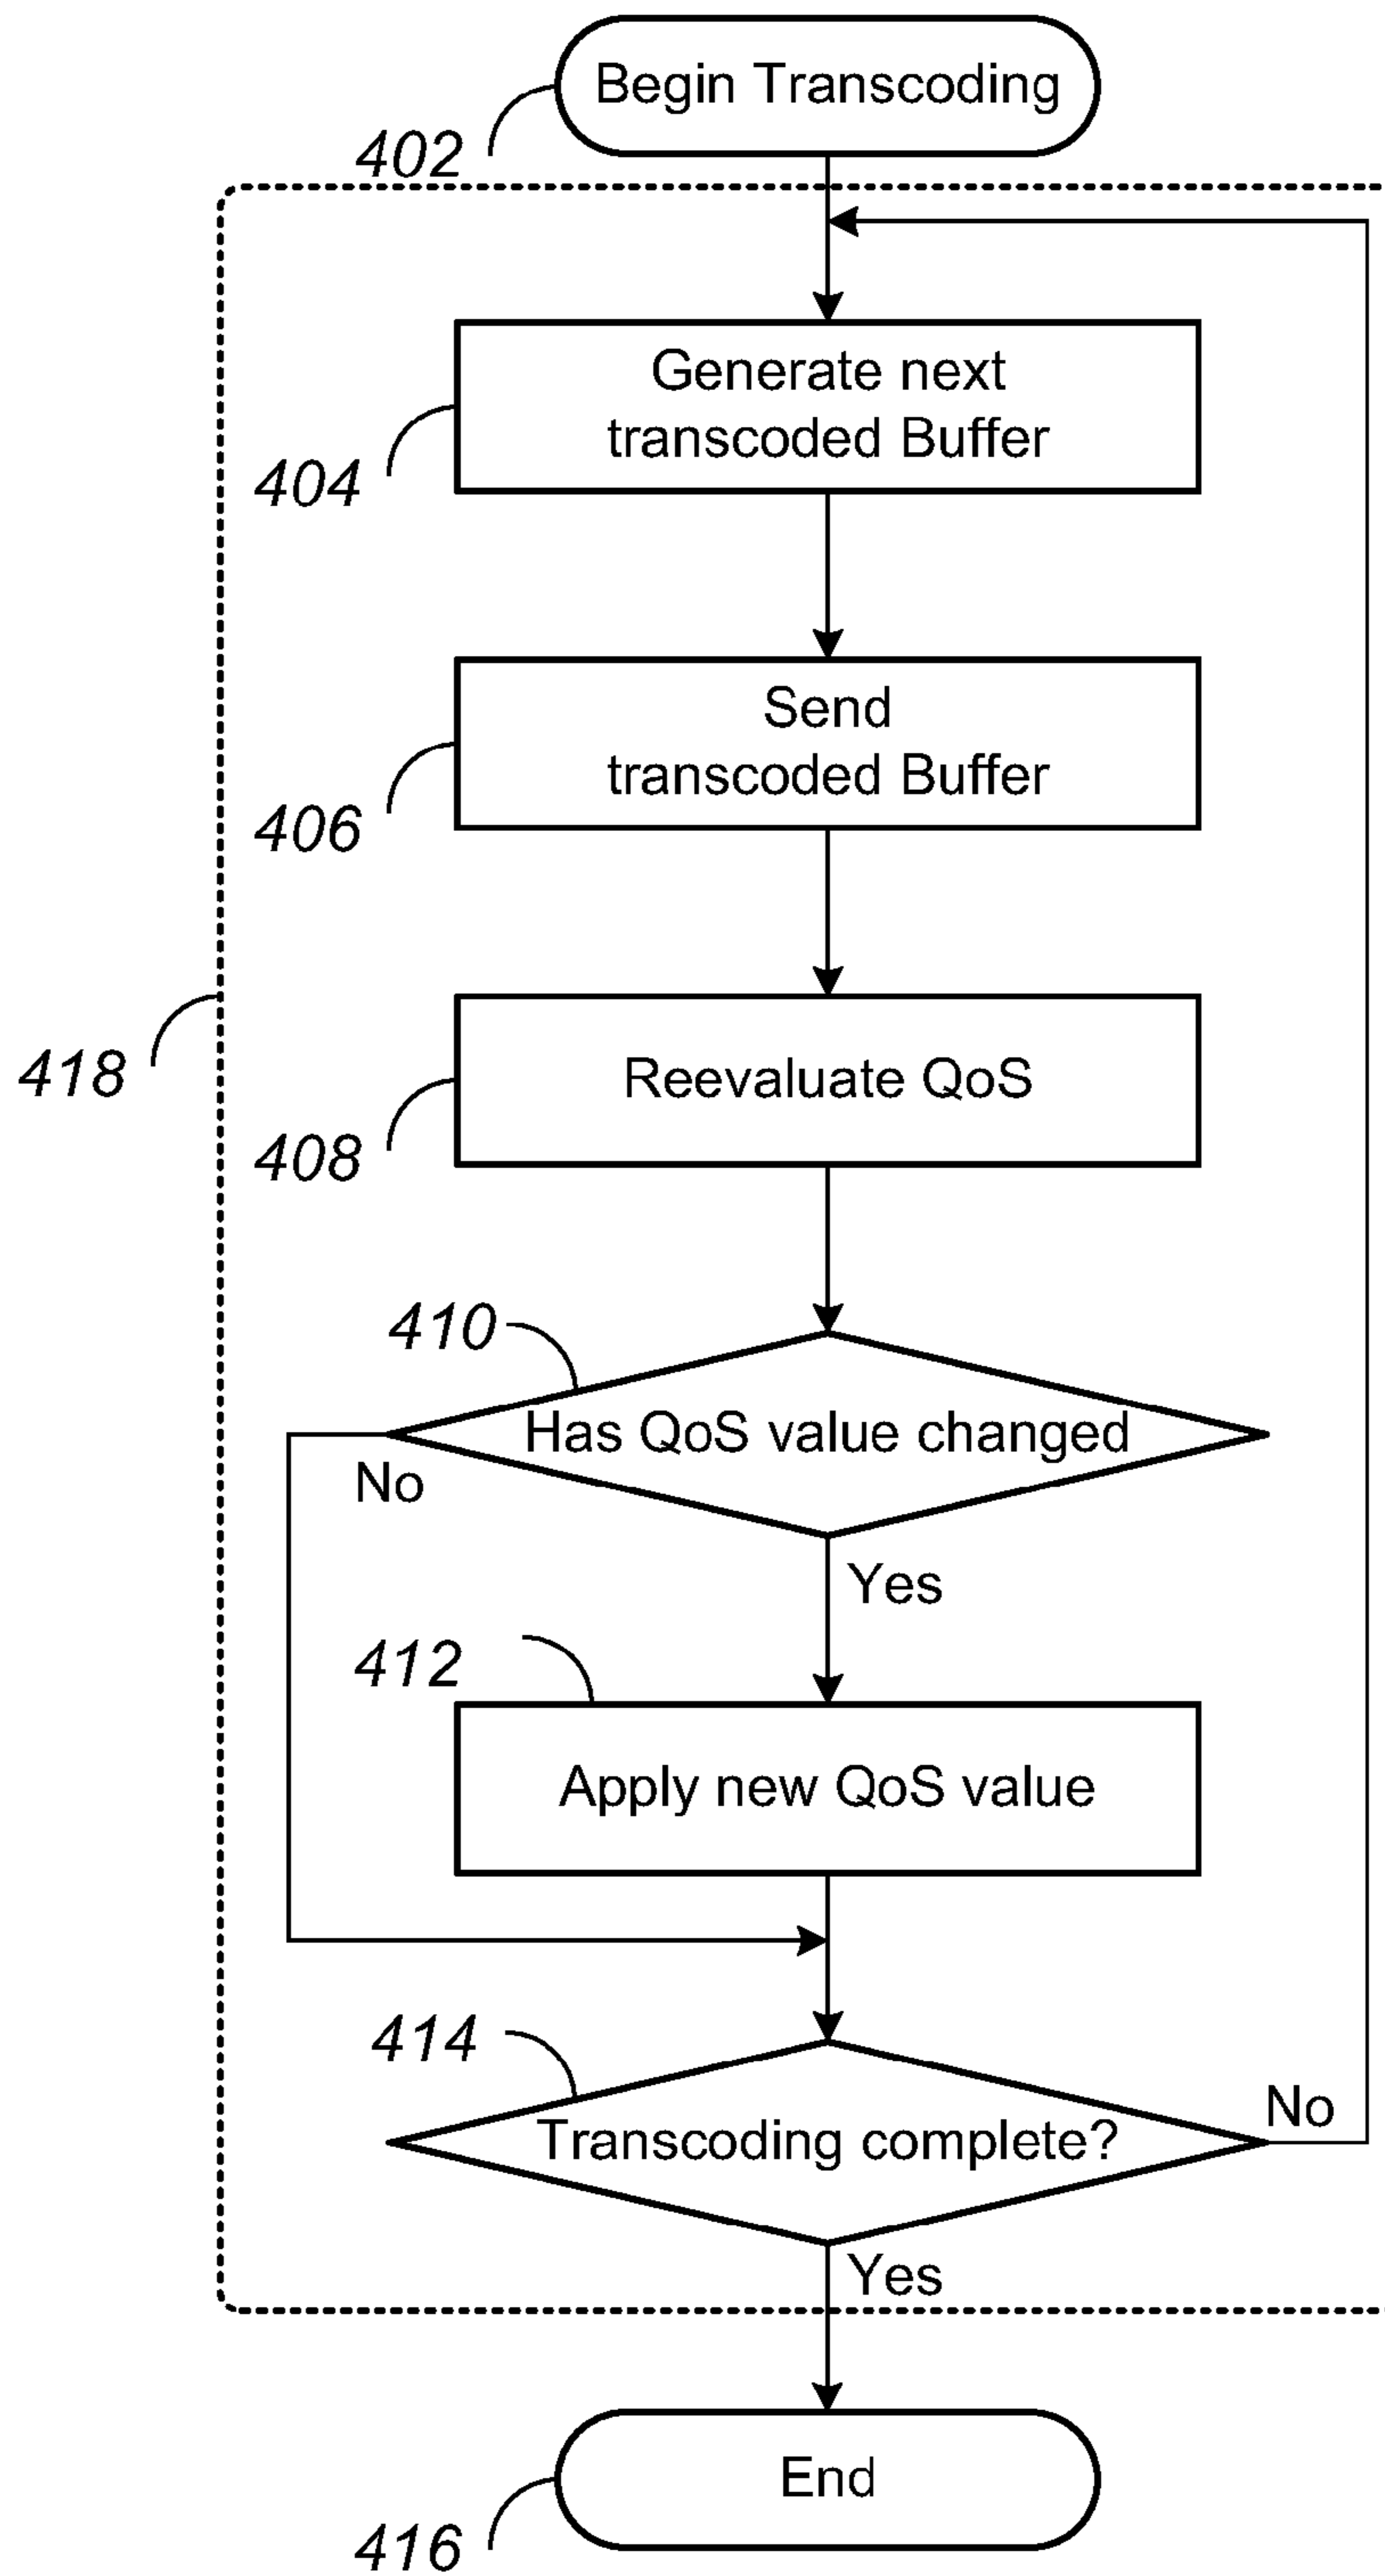 Begin Transcoding
402
Generate next
transcoded Buffer
404
Send
transcoded Buffer
406
Reevaluate QoS
418
408
410
Has QoS value changed
No
Yes
412
Apply new QoS value
414
Transcoding complete?
No
Yes
End
416